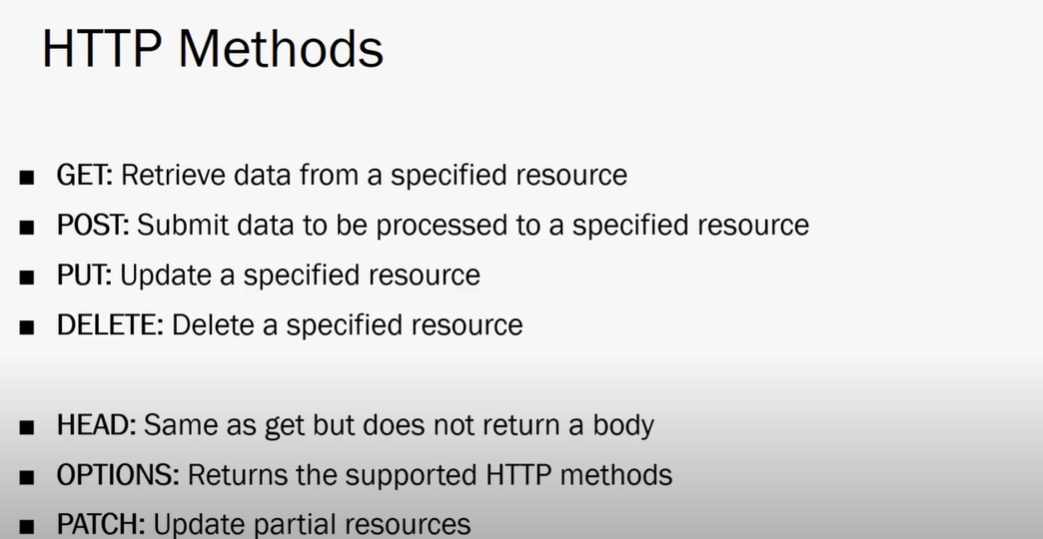 HTTP Methods
■ GET: Retrieve data from a specified resource
■ POST: Submit data to be processed to a specified resource
■ PUT: Update a specified resource
■ DELETE: Delete a specified resource
■ HEAD: Same as get but does not return a body
■ OPTIONS: Returns the supported HTTP methods
■ PATCH: Update partial resources